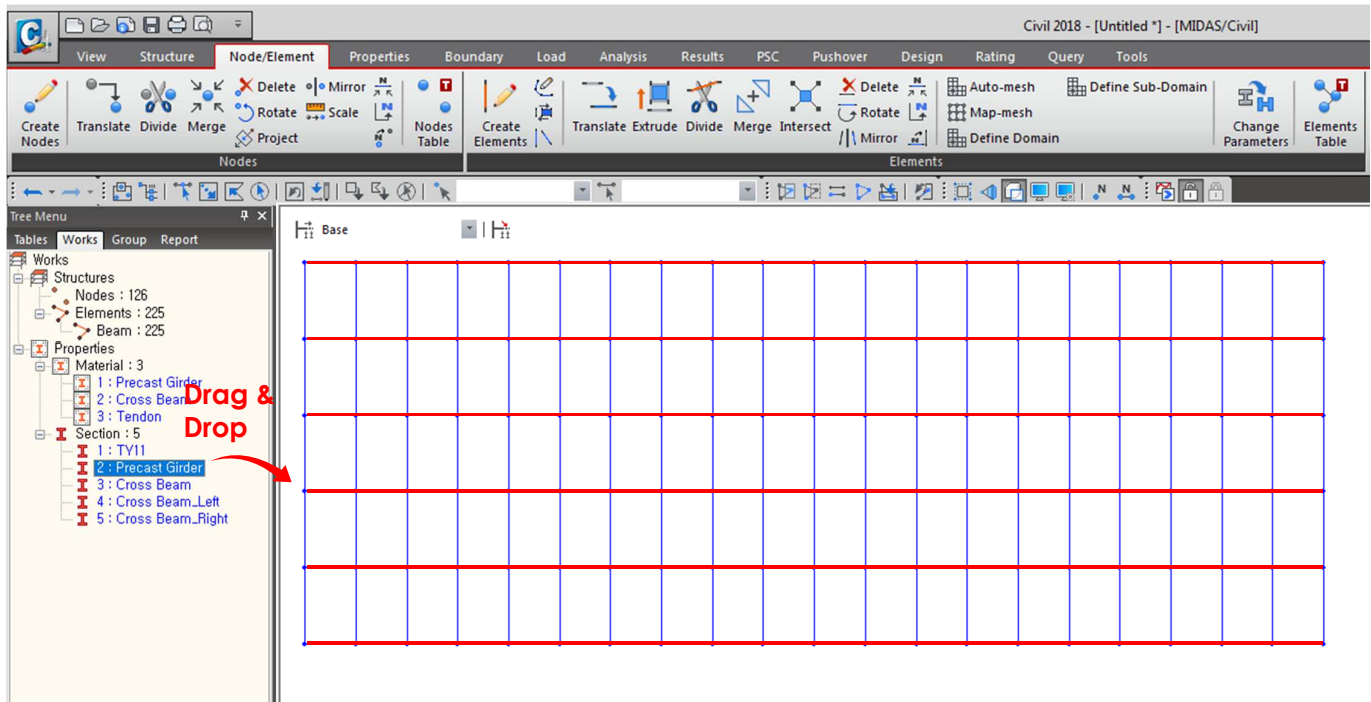 Civil 2018 - [Untitled *] - [MIDAS/Civil]
View Structure Node/Element Properties Boundary Load Analysis Results PSC Pushover Design Rating Query Tools
Create Nodes
Translate
Divide
Merge
Delete
Mirror
Rotate
Scale
Project
Nodes Table
Nodes
Create Elements
Translate
Extrude
Divide
Merge
Intersect
Delete
Rotate
Mirror
Auto-mesh
Map-mesh
Define Domain
Define Sub-Domain
Change Parameters
Elements Table
Elements
Tree Menu
Tables Works Group Report
Works
Structures
Nodes : 126
Elements : 225
Beam : 225
Properties
Material : 3
1 : Precast Girder
2 : Cross Beam
3 : Tendon
Section : 5
1 : TY11
2 : Precast Girder
3 : Cross Beam
4 : Cross Beam_Left
5 : Cross Beam_Right
Drag &
Drop
Base